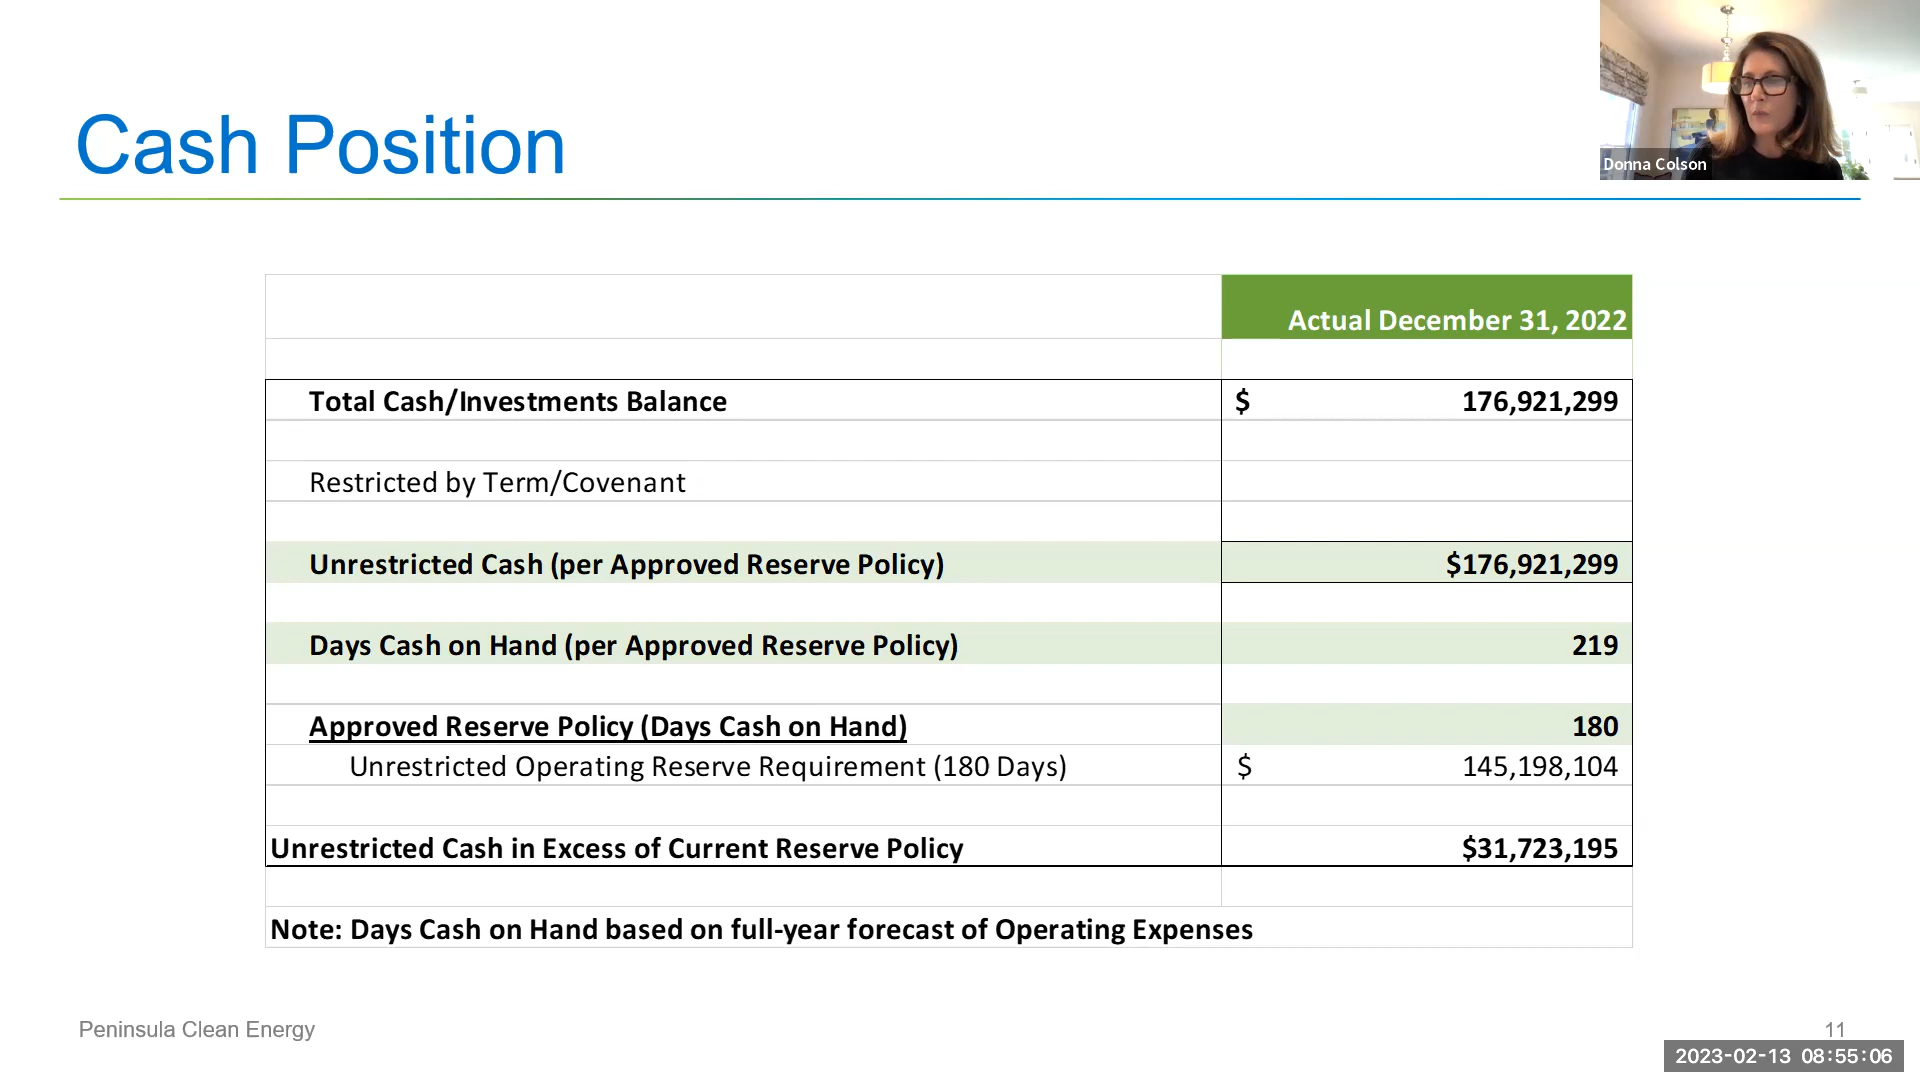 Donna Colson
Cash Position
Actual December 31, 2022
Total Cash/Investments Balance $ 176,921,299
Restricted by Term/Covenant
Unrestricted Cash (per Approved Reserve Policy) $176,921,299
Days Cash on Hand (per Approved Reserve Policy) 219
Approved Reserve Policy (Days Cash on Hand) 180
Unrestricted Operating Reserve Requirement (180 Days) $ 145,198,104
Unrestricted Cash in Excess of Current Reserve Policy $31,723,195
Note: Days Cash on Hand based on full-year forecast of Operating Expenses
Peninsula Clean Energy 11
2023-02-13 08:55:06